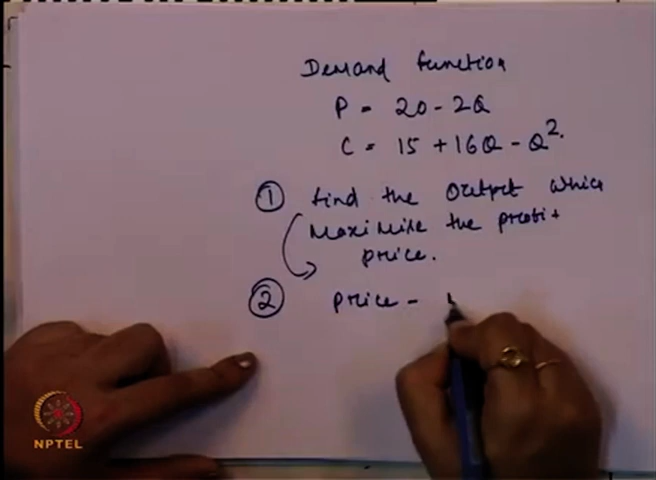 Demand function
P = 20 - 2Q
C = 15 + 16Q - Q².
① find the output which
maximize the profit
price.
② price -
NPTEL